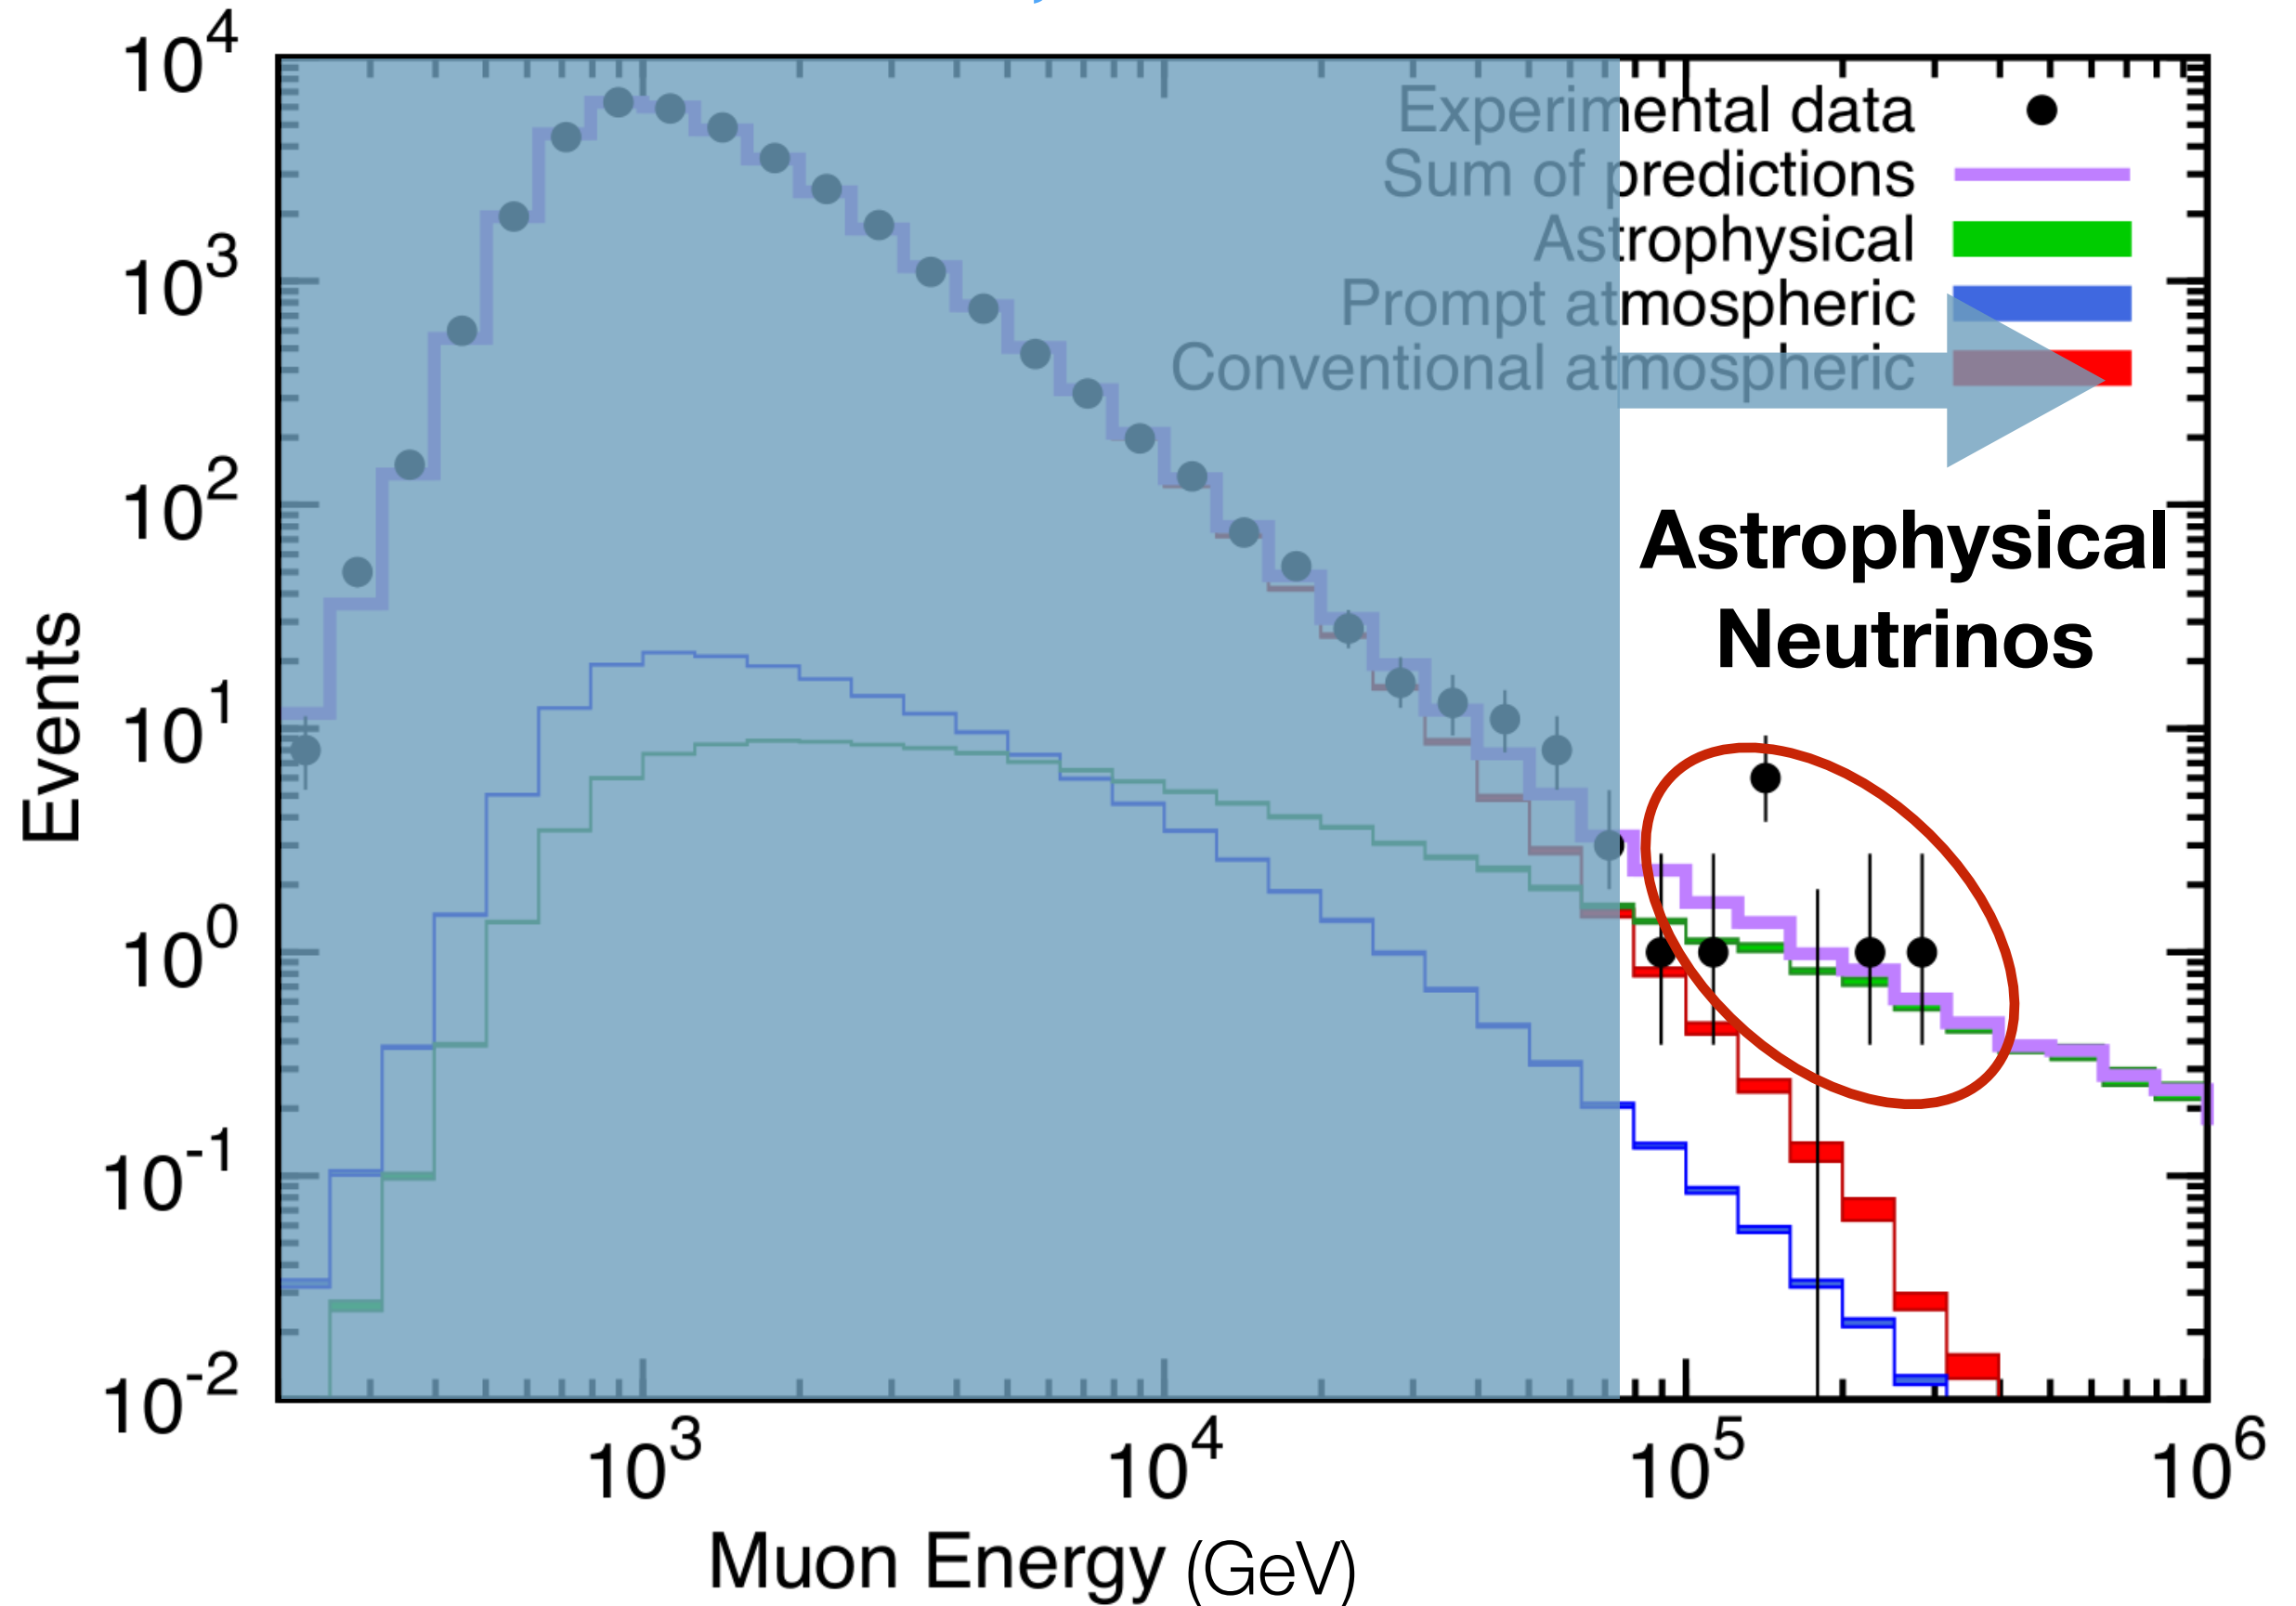 10^4
10^3
10^2
10^1
10^0
10^-1
10^-2
Events
Experimental data
Sum of predictions
Astrophysical
Prompt atmospheric
Conventional atmospheric
Astrophysical
Neutrinos
10^3 10^4 10^5 10^6
Muon Energy (GeV)